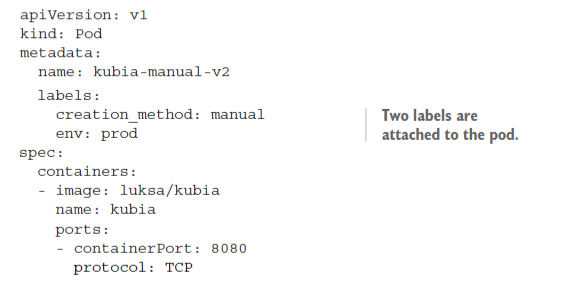 apiVersion: v1
kind: Pod
metadata:
  name: kubia-manual-v2
  labels:
    creation_method: manual
    env: prod
spec:
  containers:
  - image: luksa/kubia
    name: kubia
    ports:
    - containerPort: 8080
      protocol: TCP
Two labels are
attached to the pod.